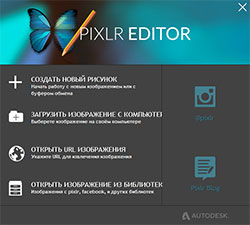 PIXLR EDITOR
СОЗДАТЬ НОВЫЙ РИСУНОК
Начать работу с новым изображением или с
буфером обмена
ЗАГРУЗИТЬ ИЗОБРАЖЕНИЕ С КОМПЬЮТЕ
Выберете изображение на своём компьютере
ОТКРЫТЬ URL ИЗОБРАЖЕНИЯ
Укажите URL для извлечения изображения
ОТКРЫТЬ ИЗОБРАЖЕНИЕ ИЗ БИБЛИОТЕК
Изображения с pixlr, facebook, и других библиотек
@pixlr
Pixlr Blog
AUTODESK